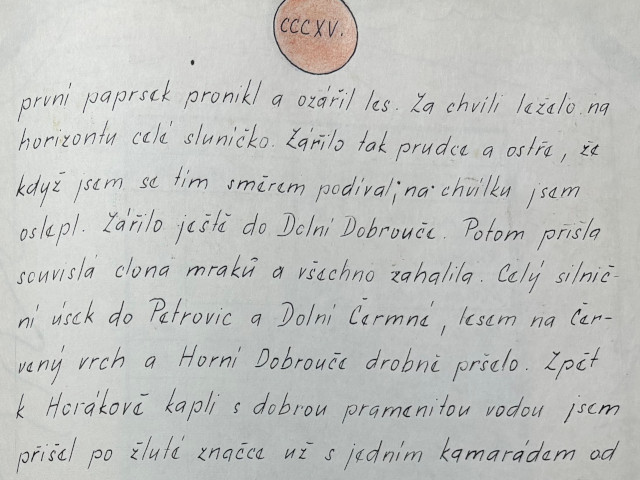 CCCXV.
první paprsek pronikl a ozářil les. Za chvíli leželo na
horizontu celé sluníčko. Zářilo tak prudce a ostře, že
když jsem se tím směrem podíval, na chvilku jsem
oslepl. Zářilo ještě do Dolní Dobrouče. Potom přišla
souvislá clona mraků a všechno zahalila. Celý silnič-
ní úsek do Petrovic a Dolní Čermné, lesem na Čer-
vený vrch a Horní Dobrouče drobně pršelo. Zpět
k Horákově kapli s dobrou pramenitou vodou jsem
přišel po žluté značce už s jedním kamarádem od